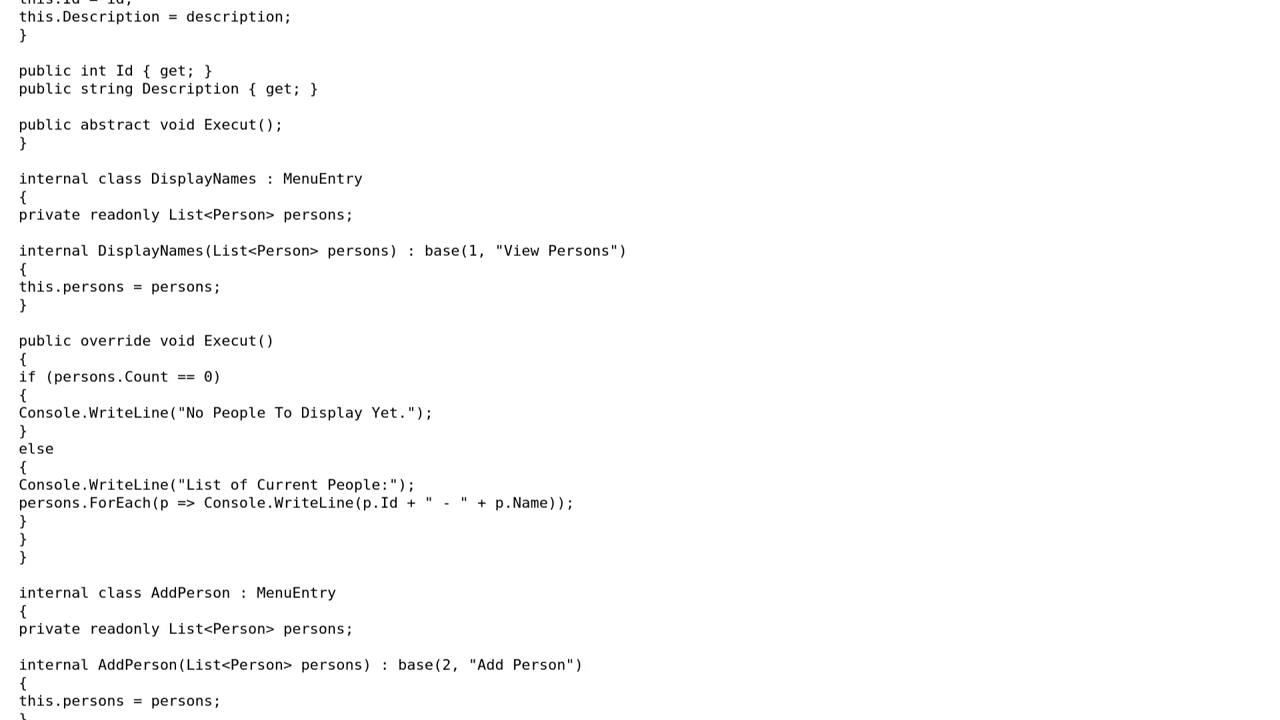 this.Id = id;
this.Description = description;
}

public int Id { get; }
public string Description { get; }

public abstract void Execut();
}

internal class DisplayNames : MenuEntry
{
private readonly List<Person> persons;

internal DisplayNames(List<Person> persons) : base(1, "View Persons")
{
this.persons = persons;
}

public override void Execut()
{
if (persons.Count == 0)
{
Console.WriteLine("No People To Display Yet.");
}
else
{
Console.WriteLine("List of Current People:");
persons.ForEach(p => Console.WriteLine(p.Id + " - " + p.Name));
}
}
}

internal class AddPerson : MenuEntry
{
private readonly List<Person> persons;

internal AddPerson(List<Person> persons) : base(2, "Add Person")
{
this.persons = persons;
}